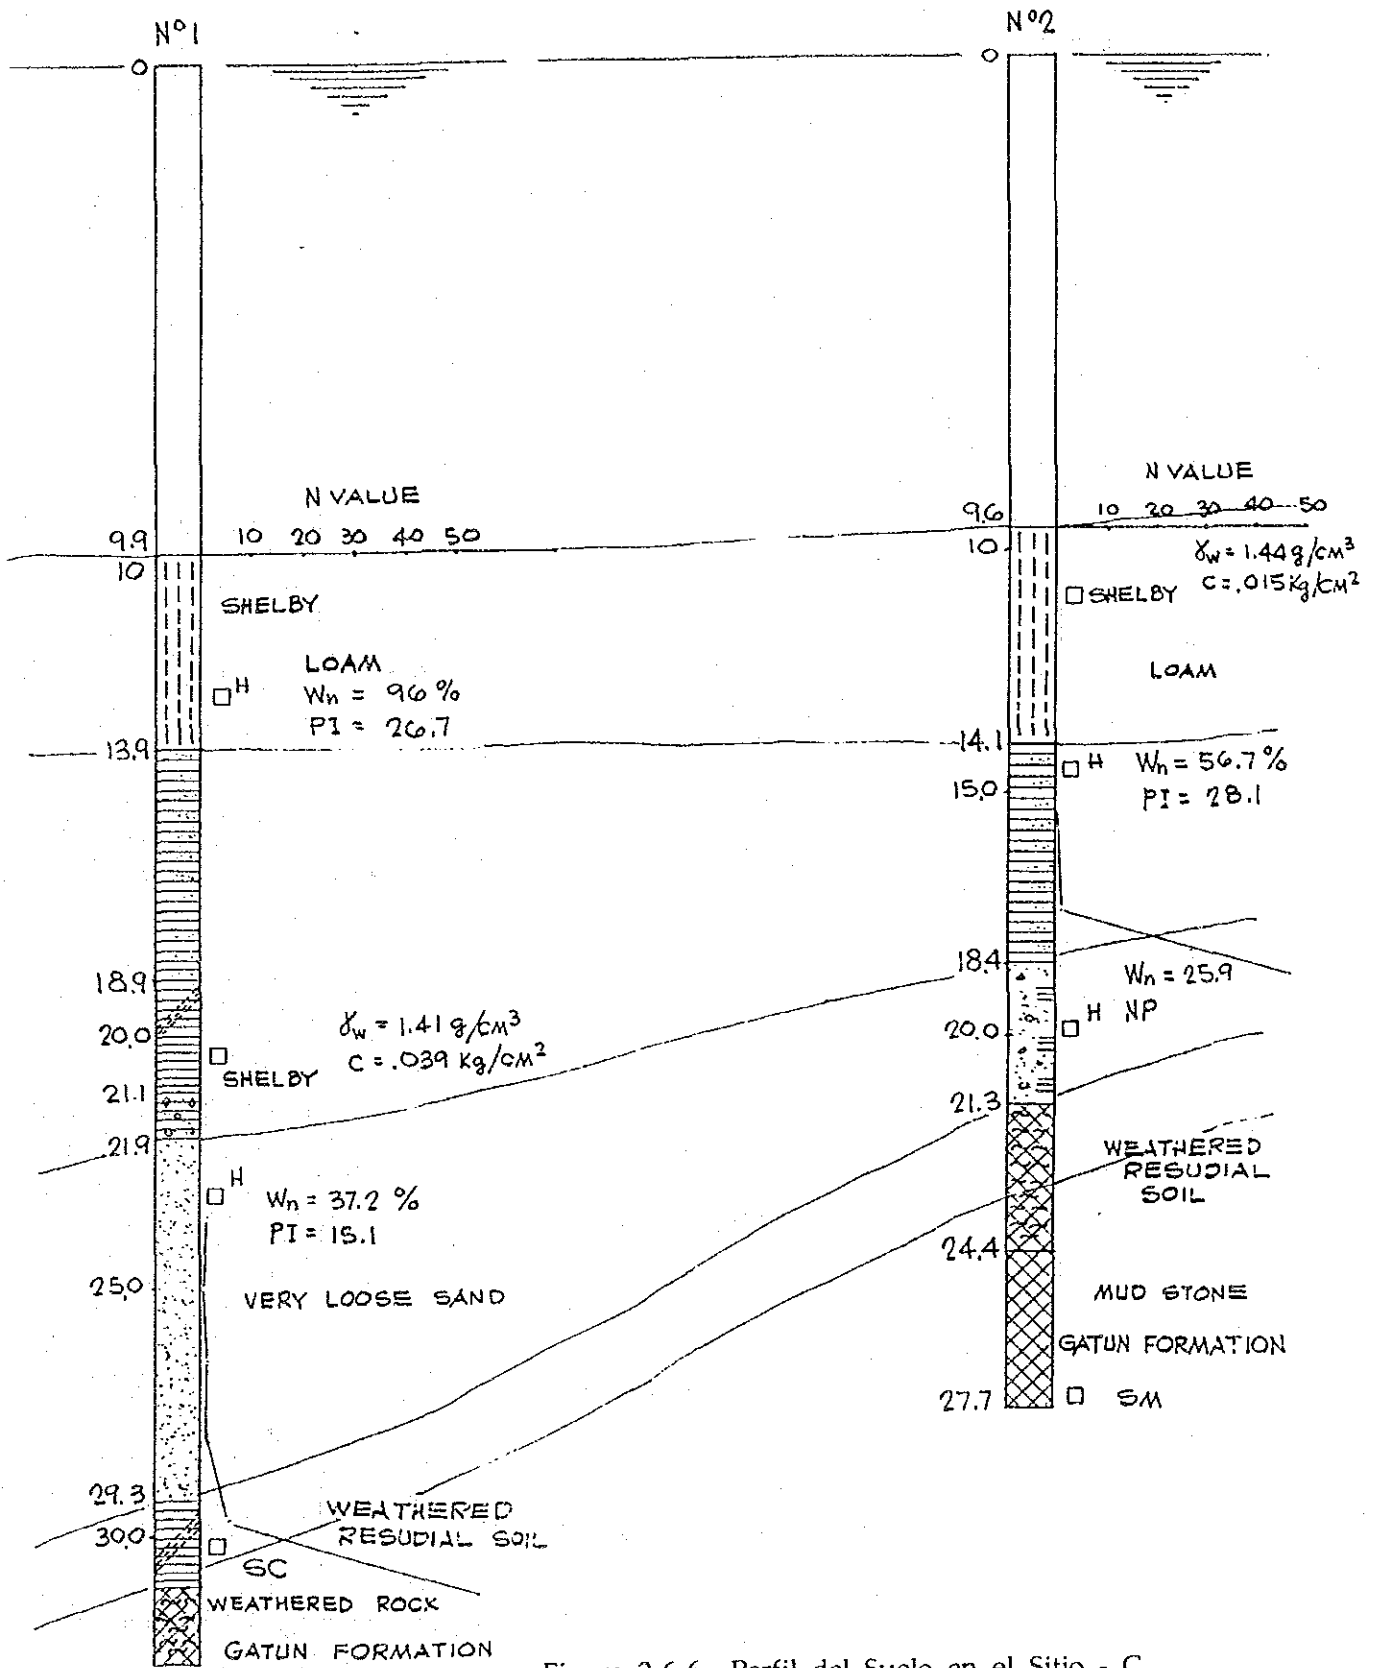 Nº1
0
N VALUE
9.9
10 20 30 40 50
10
SHELBY
LOAM
H
Wn = 96 %
PI = 26.7
13.9
18.9
20.0
γw = 1.41 g/cm³
C = .039 Kg/cm²
SHELBY
21.1
21.9
H
Wn = 37.2 %
PI = 15.1
25.0
VERY LOOSE SAND
29.3
WEATHERED
RESUDIAL SOIL
30.0
SC
WEATHERED ROCK
GATUN FORMATION
Nº2
0
N VALUE
9.6
10 20 30 40 50
10
γw = 1.44 g/cm³
C = .015 Kg/cm²
SHELBY
LOAM
14.1
H
Wn = 56.7 %
PI = 28.1
15.0
18.4
Wn = 25.9
H NP
20.0
21.3
WEATHERED
RESUDIAL
SOIL
24.4
MUD STONE
GATUN FORMATION
27.7
SM
Perfil del Suelo en el Sitio - C